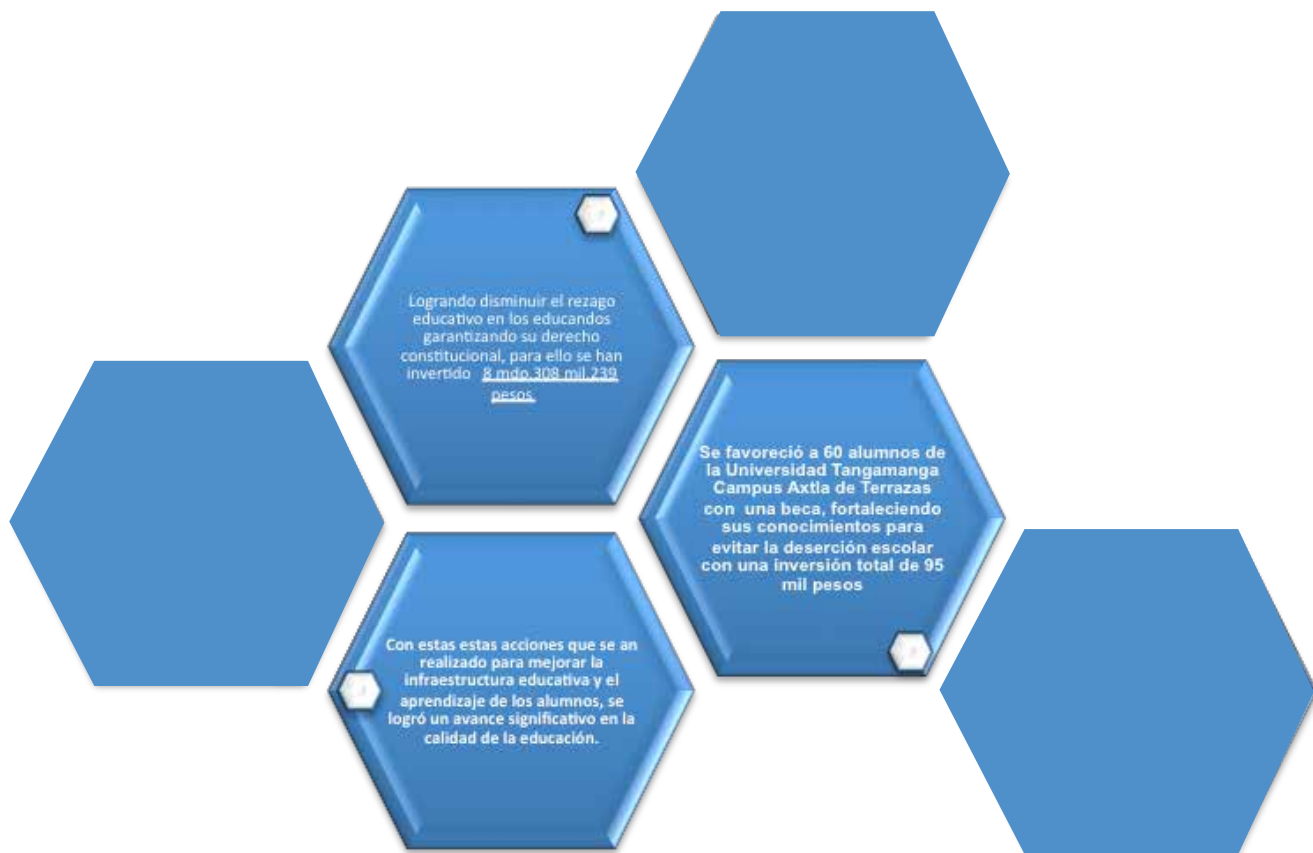 Logrando disminuir el rezago
educativo en los educandos
garantizando su derecho
constitucional, para ello se han
invertido 8 mdp.308 mil.239
pesos.
Se favoreció a 60 alumnos de
la Universidad Tangamanga
Campus Axtla de Terrazas
con una beca, fortaleciendo
sus conocimientos para
evitar la deserción escolar
con una inversión total de 95
mil pesos
Con estas estas acciones que se an
realizado para mejorar la
infraestructura educativa y el
aprendizaje de los alumnos, se
logró un avance significativo en la
calidad de la educación.